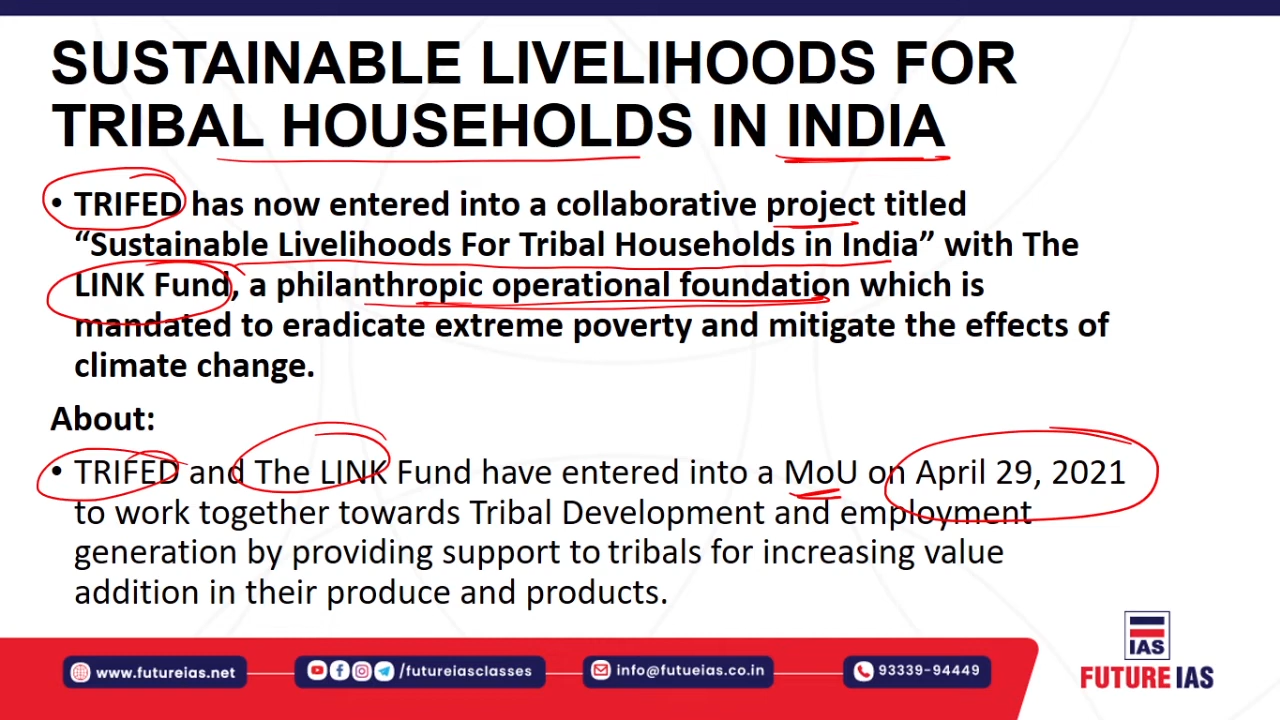 SUSTAINABLE LIVELIHOODS FOR
TRIBAL HOUSEHOLDS IN INDIA
• TRIFED has now entered into a collaborative project titled
“Sustainable Livelihoods For Tribal Households in India” with The
LINK Fund, a philanthropic operational foundation which is
mandated to eradicate extreme poverty and mitigate the effects of
climate change.
About:
• TRIFED and The LINK Fund have entered into a MoU on April 29, 2021
to work together towards Tribal Development and employment
generation by providing support to tribals for increasing value
addition in their produce and products.
IAS
FUTURE IAS
www.futureias.net
/futureiasclasses
info@futueias.co.in
93339-94449